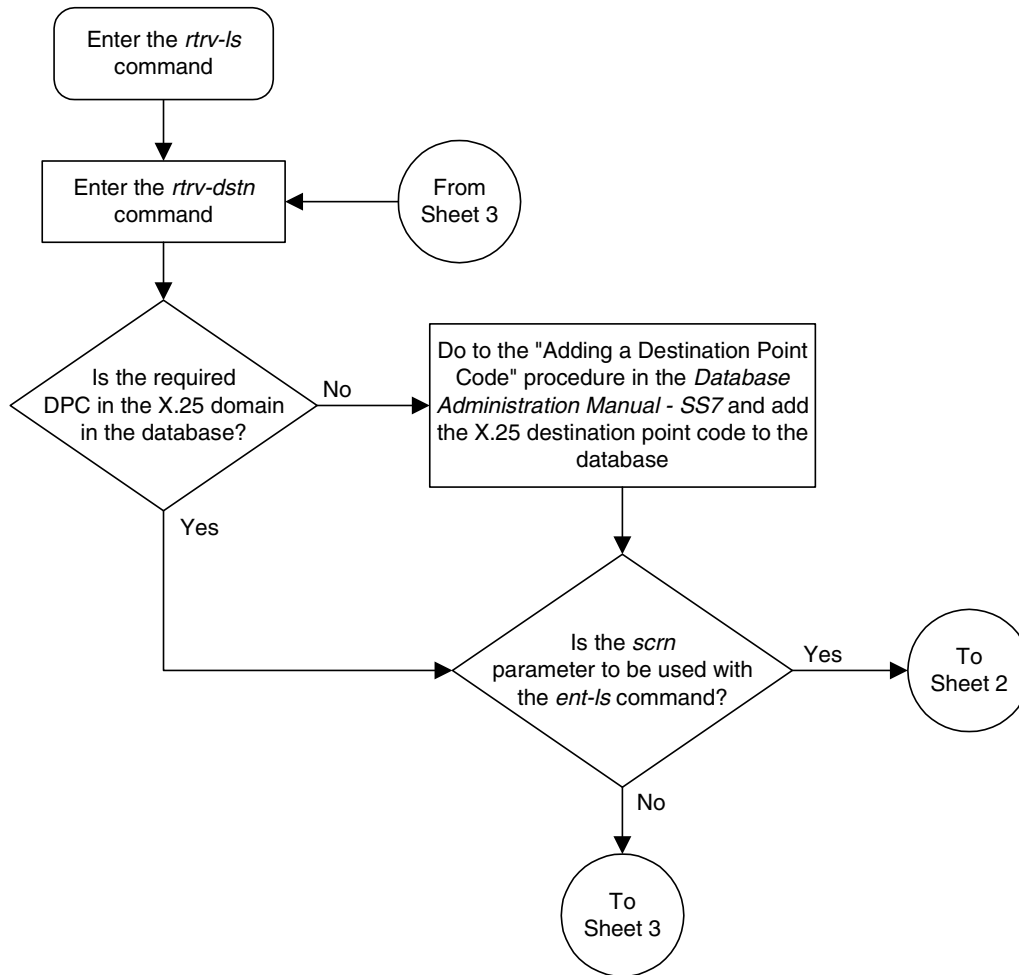 Enter the rtrv-ls
command
Enter the rtrv-dstn
command
From
Sheet 3
Is the required
DPC in the X.25 domain
in the database?
No
Do to the "Adding a Destination Point
Code" procedure in the Database
Administration Manual - SS7 and add
the X.25 destination point code to the
database
Yes
Is the scrn
parameter to be used with
the ent-ls command?
Yes
To
Sheet 2
No
To
Sheet 3